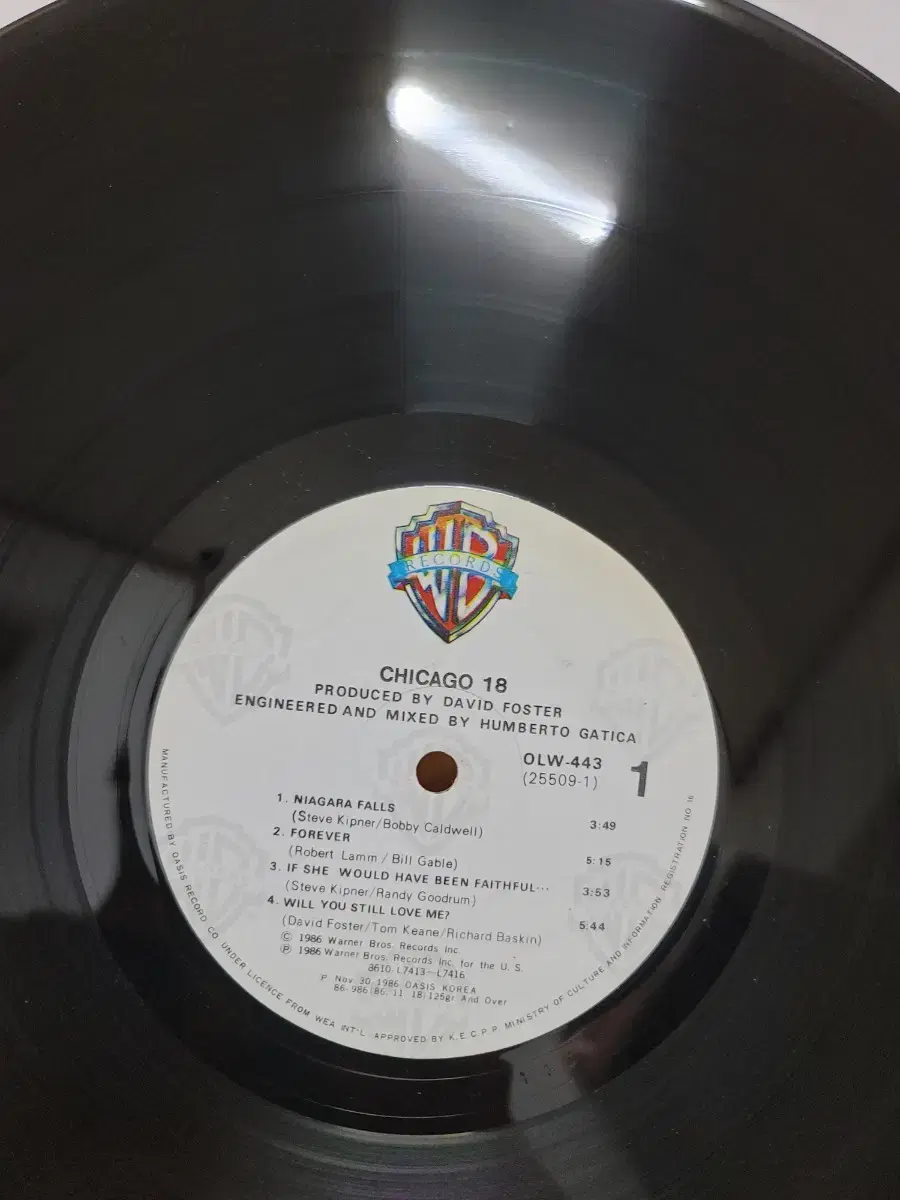 WB
RECORDS
CHICAGO 18
PRODUCED BY DAVID FOSTER
ENGINEERED AND MIXED BY HUMBERTO GATICA
OLW-443
(25509-1)
1
1. NIAGARA FALLS 3:49
(Steve Kipner/Bobby Caldwell)
2. FOREVER 5:15
(Robert Lamm / Bill Gable)
3. IF SHE WOULD HAVE BEEN FAITHFUL··· 3:53
(Steve Kipner/Randy Goodrum)
4. WILL YOU STILL LOVE ME? 5:44
(David Foster/Tom Keane/Richard Baskin)
Ⓒ 1986 Warner Bros. Records Inc.
Ⓟ 1986 Warner Bros. Records Inc. for the U. S.
8610-L7413~L7416
P Nov 30 1986 OASIS KOREA
86-986(86. 11. 18)125gr And Over
MANUFACTURED BY OASIS RECORD CO UNDER LICENCE FROM WEA INT'L. APPROVED BY K.E.C.P.P. MINISTRY OF CULTURE AND INFORMATION REGISTRATION NO 16